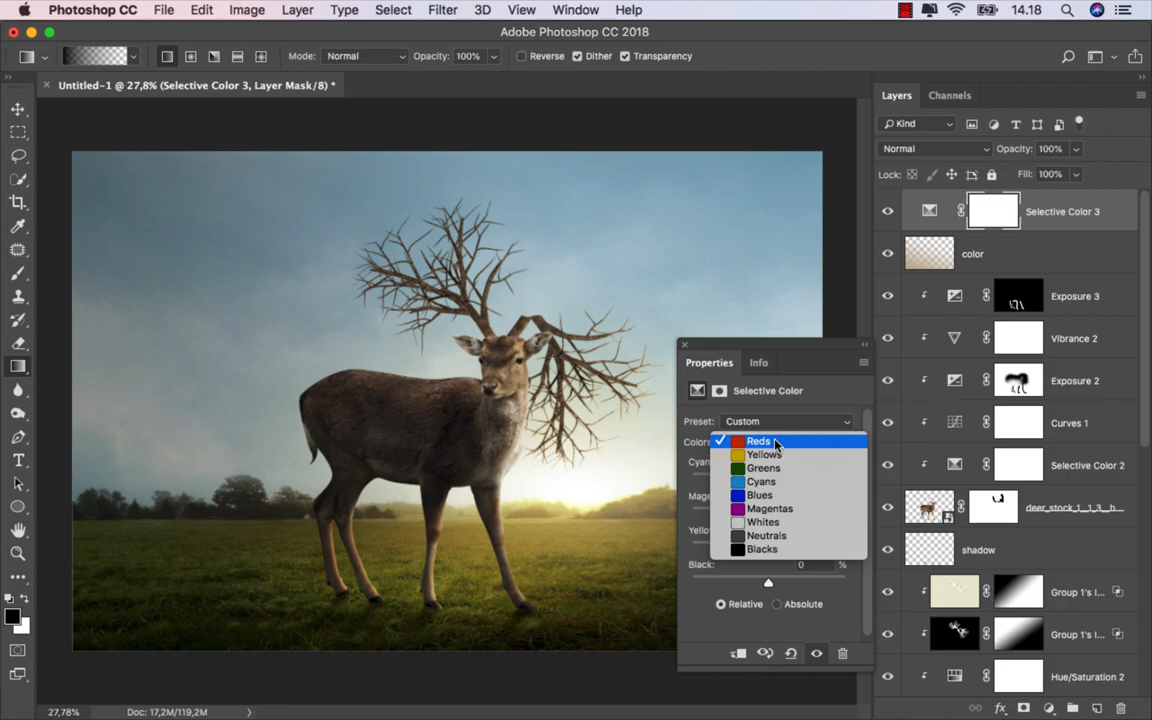 Photoshop CC File Edit Image Layer Type Select Filter 3D View Window Help 14.18
Adobe Photoshop CC 2018
Mode: Normal Opacity: 100% Reverse Dither Transparency
Untitled-1 @ 27,8% (Selective Color 3, Layer Mask/8) *
Layers Channels
Kind
Normal Opacity: 100%
Lock: Fill: 100%
Selective Color 3
color
Exposure 3
Vibrance 2
Exposure 2
Curves 1
Selective Color 2
deer_stock_1__1_3__b...
shadow
Group 1's I...
Group 1's I...
Hue/Saturation 2
Properties Info
Selective Color
Preset: Custom
Colors
Reds
Yellows
Greens
Cyans
Blues
Magentas
Whites
Neutrals
Blacks
Cyan
Mage
Yello
Black: 0 %
Relative Absolute
27,78% Doc: 17,2M/119,2M